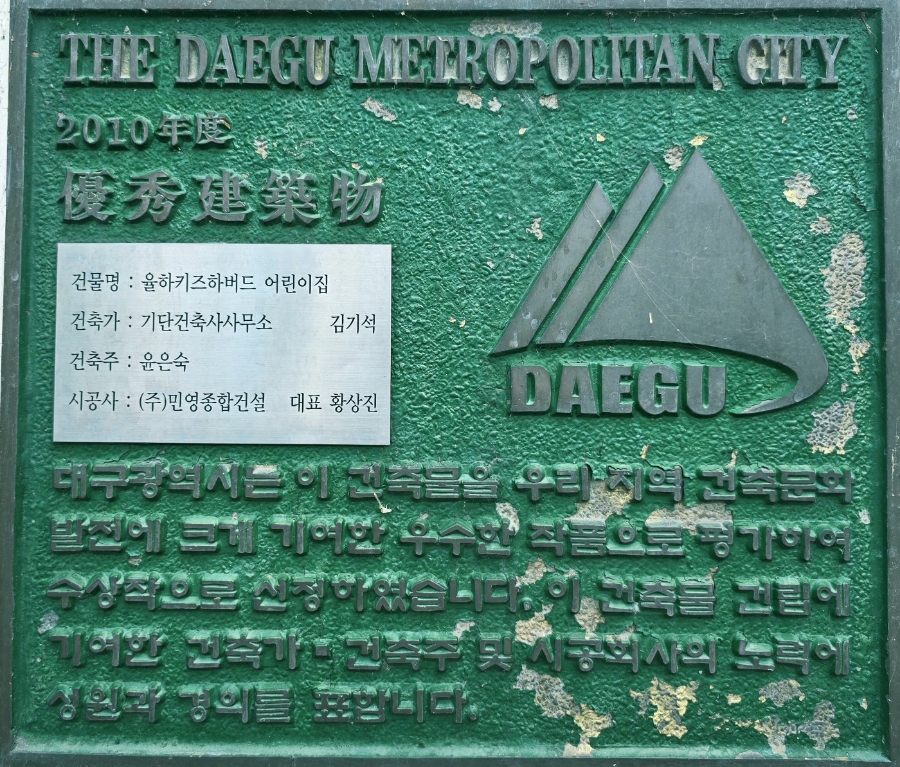 THE DAEGU METROPOLITAN CITY
2010年度
優秀建築物
건물명 : 율하키즈하버드 어린이집
건축가 : 기단건축사사무소 김기석
건축주 : 윤은숙
시공사 : (주)민영종합건설 대표 황상진
DAEGU
대구광역시는 이 건축물을 우리 지역 건축문화
발전에 크게 기여한 우수한 작품으로 평가하여
수상작으로 선정하였습니다. 이 건축물 건립에
기여한 건축가·건축주 및 시공회사의 노력에
성원과 경의를 표합니다.